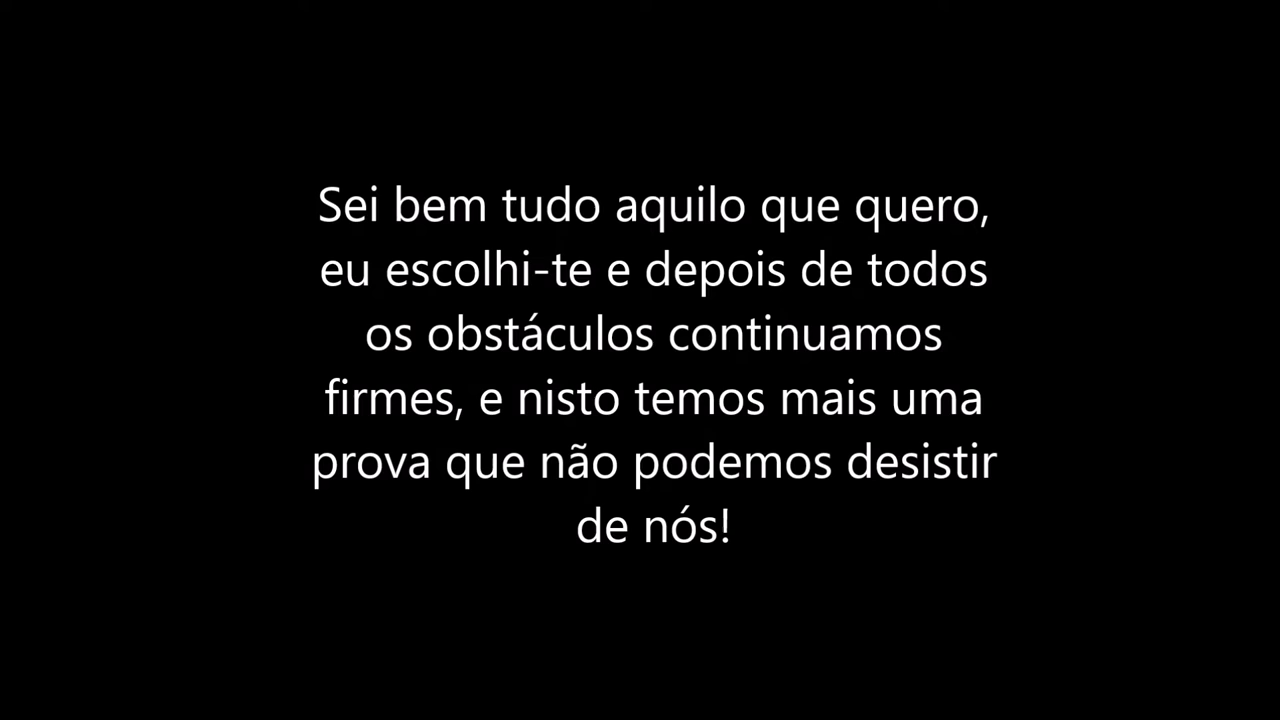 Sei bem tudo aquilo que quero,
eu escolhi-te e depois de todos
os obstáculos continuamos
firmes, e nisto temos mais uma
prova que não podemos desistir
de nós!